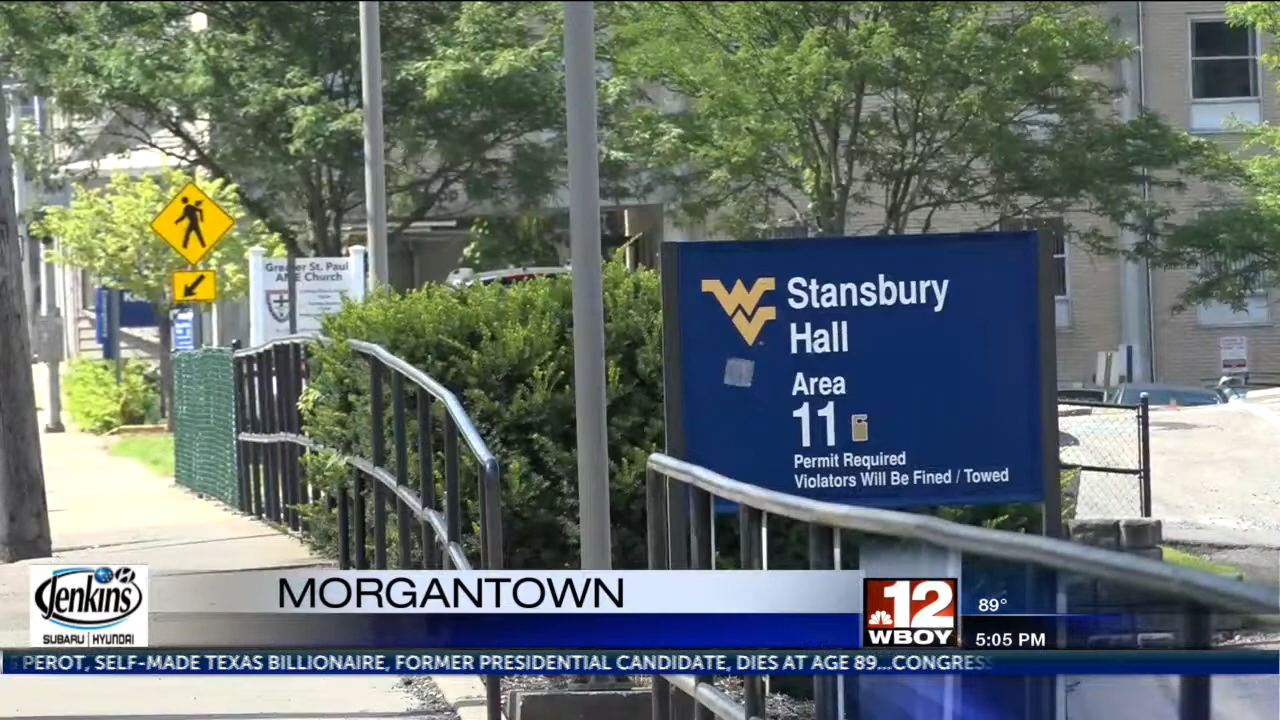 Greater St. Paul
AME Church
WV
Stansbury
Hall
Area
11
Permit Required
Violators Will Be Fined / Towed
Jenkins
SUBARU | HYUNDAI
MORGANTOWN
12
WBOY
89°
5:05 PM
PEROT, SELF-MADE TEXAS BILLIONAIRE, FORMER PRESIDENTIAL CANDIDATE, DIES AT AGE 89...CONGRESS